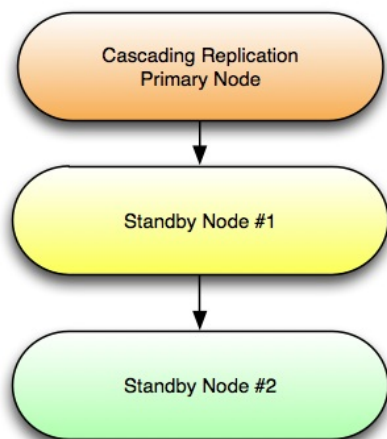 Cascading Replication
Primary Node
Standby Node #1
Standby Node #2